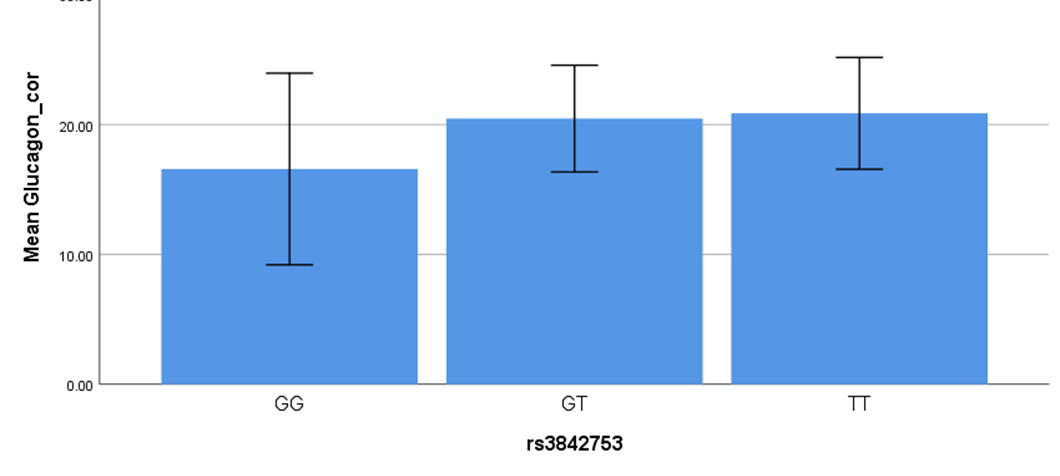 Mean Glucagon_cor
20.00
10.00
0.00
GG GT TT
rs3842753